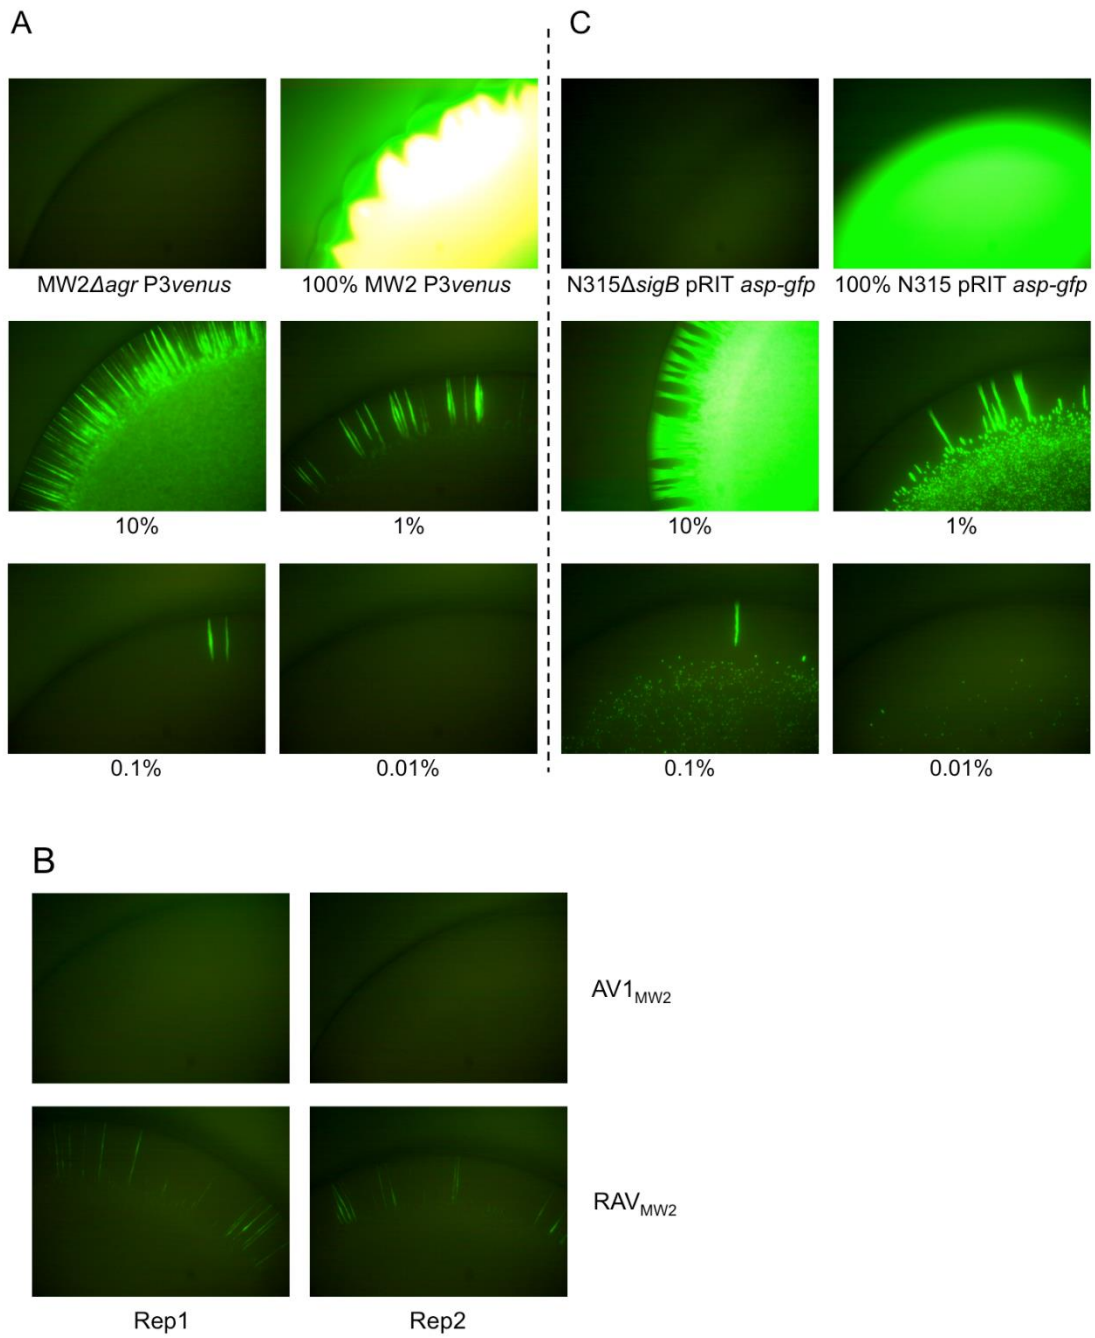 A
C
MW2Δagr P3venus
100% MW2 P3venus
N315ΔsigB pRIT asp-gfp
100% N315 pRIT asp-gfp
10%
1%
10%
1%
0.1%
0.01%
0.1%
0.01%
B
AV1MW2
RAVMW2
Rep1
Rep2